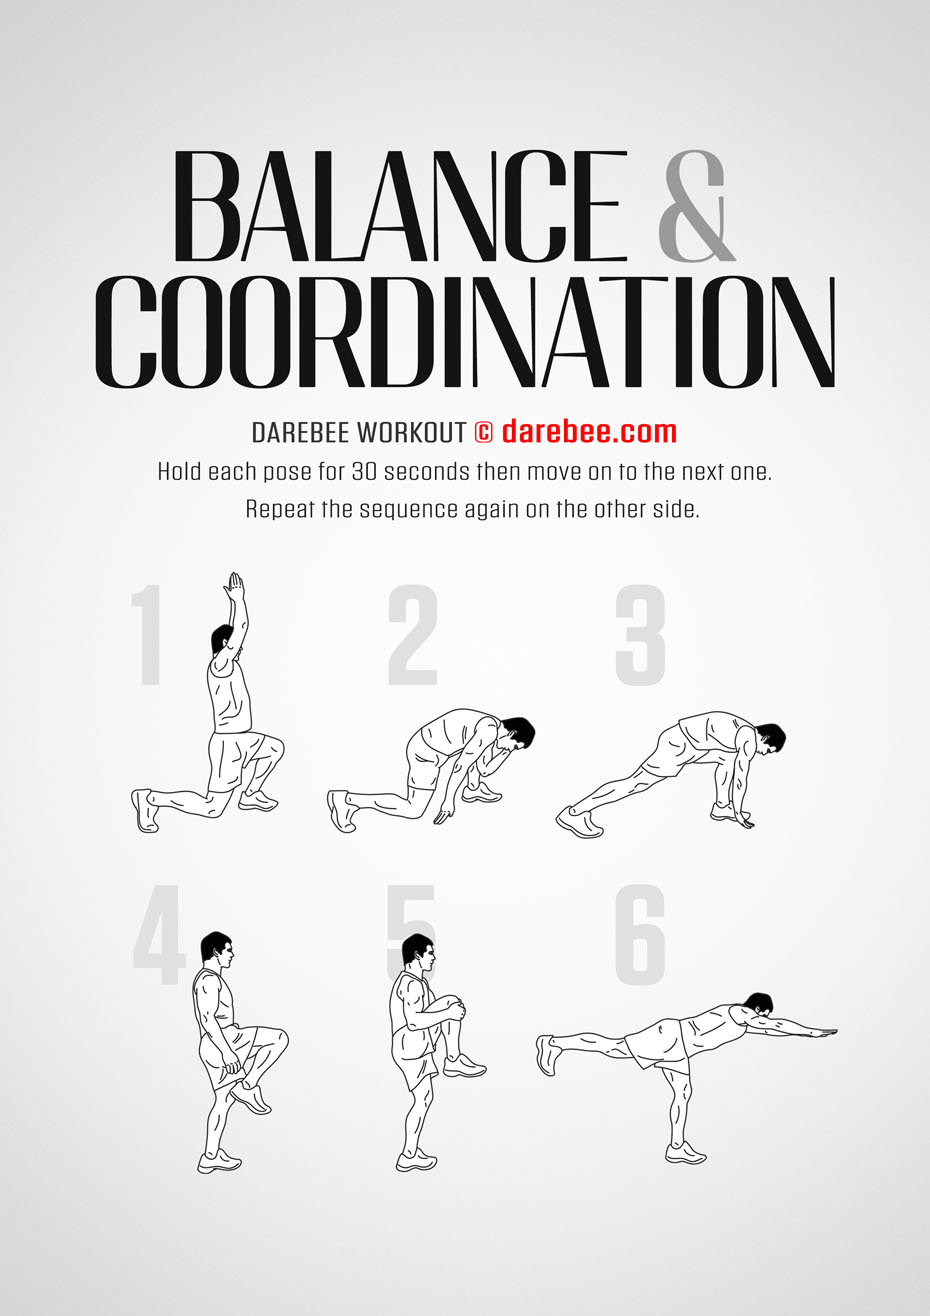 BALANCE &
COORDINATION
DAREBEE WORKOUT © darebee.com
Hold each pose for 30 seconds then move on to the next one.
Repeat the sequence again on the other side.
1 2 3
4 5 6